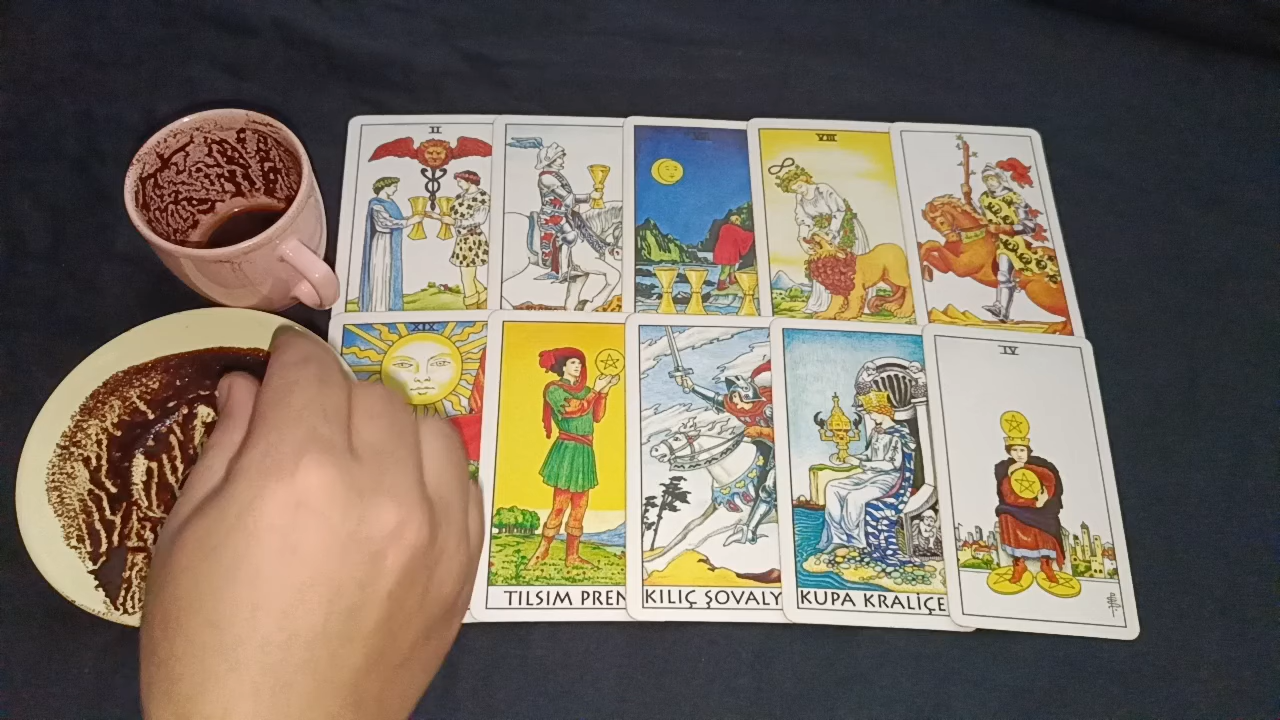 II
VIII
XIX
IV
TILSIM PREN
KILIÇ ŞOVALY
KUPA KRALİÇE